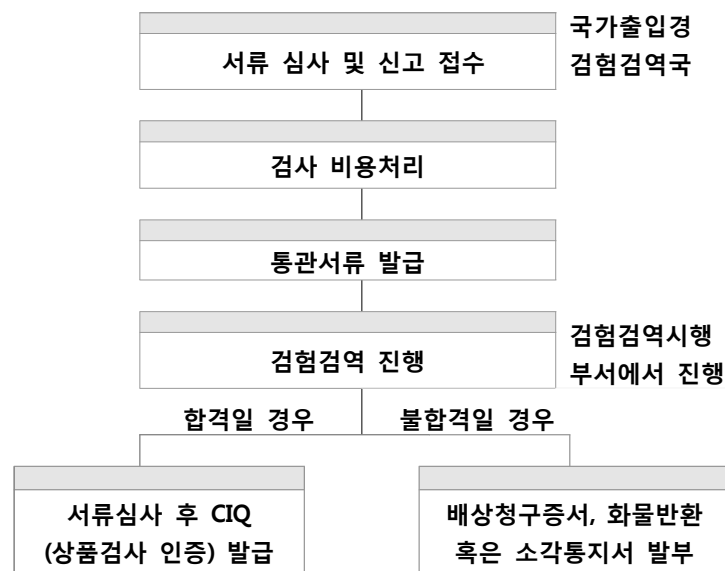 서류 심사 및 신고 접수
국가출입경
검험검역국
검사 비용처리
통관서류 발급
검험검역 진행
검험검역시행
부서에서 진행
합격일 경우
불합격일 경우
서류심사 후 CIQ
(상품검사 인증) 발급
배상청구증서, 화물반환
혹은 소각통지서 발부